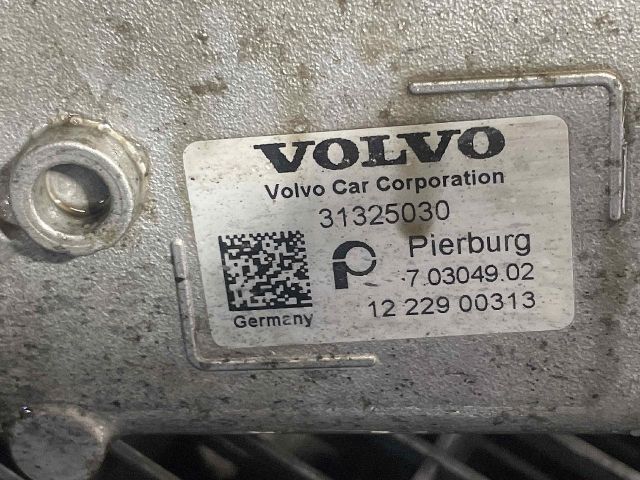 VOLVO
Volvo Car Corporation
31325030
Pierburg
7.03049.02
Germany
12 229 00313